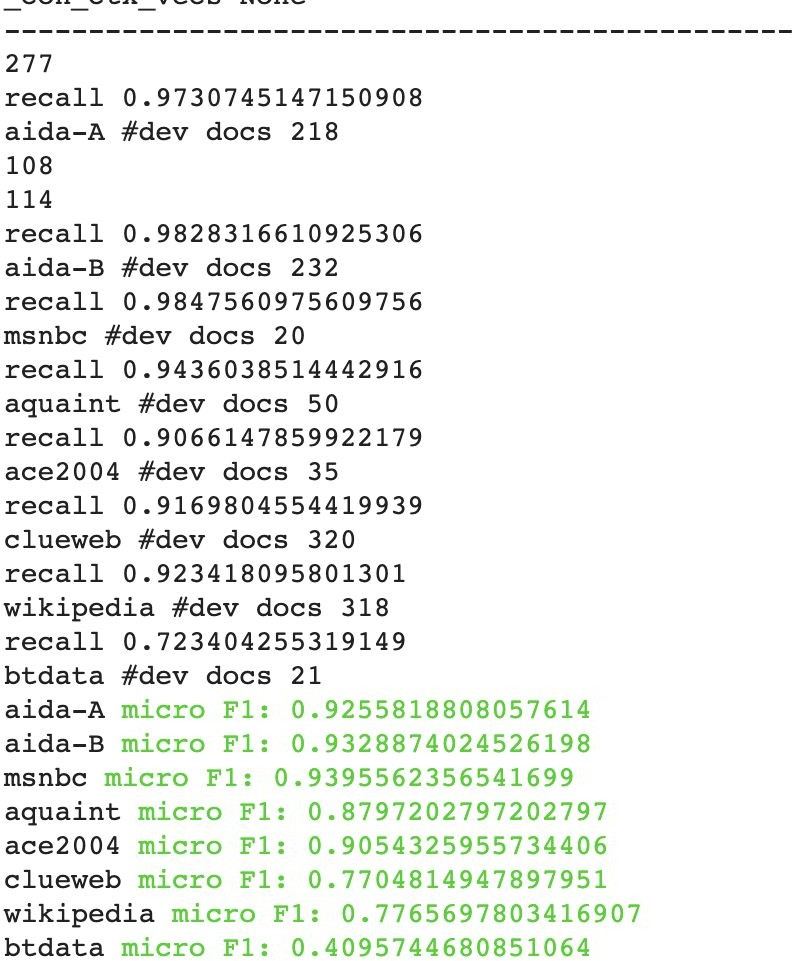 _con_ctx_vecs None
-----------------------------------------------
277
recall 0.9730745147150908
aida-A #dev docs 218
108
114
recall 0.9828316610925306
aida-B #dev docs 232
recall 0.9847560975609756
msnbc #dev docs 20
recall 0.9436038514442916
aquaint #dev docs 50
recall 0.9066147859922179
ace2004 #dev docs 35
recall 0.9169804554419939
clueweb #dev docs 320
recall 0.923418095801301
wikipedia #dev docs 318
recall 0.723404255319149
btdata #dev docs 21
aida-A micro F1: 0.9255818808057614
aida-B micro F1: 0.9328874024526198
msnbc micro F1: 0.9395562356541699
aquaint micro F1: 0.8797202797202797
ace2004 micro F1: 0.9054325955734406
clueweb micro F1: 0.7704814947897951
wikipedia micro F1: 0.7765697803416907
btdata micro F1: 0.4095744680851064